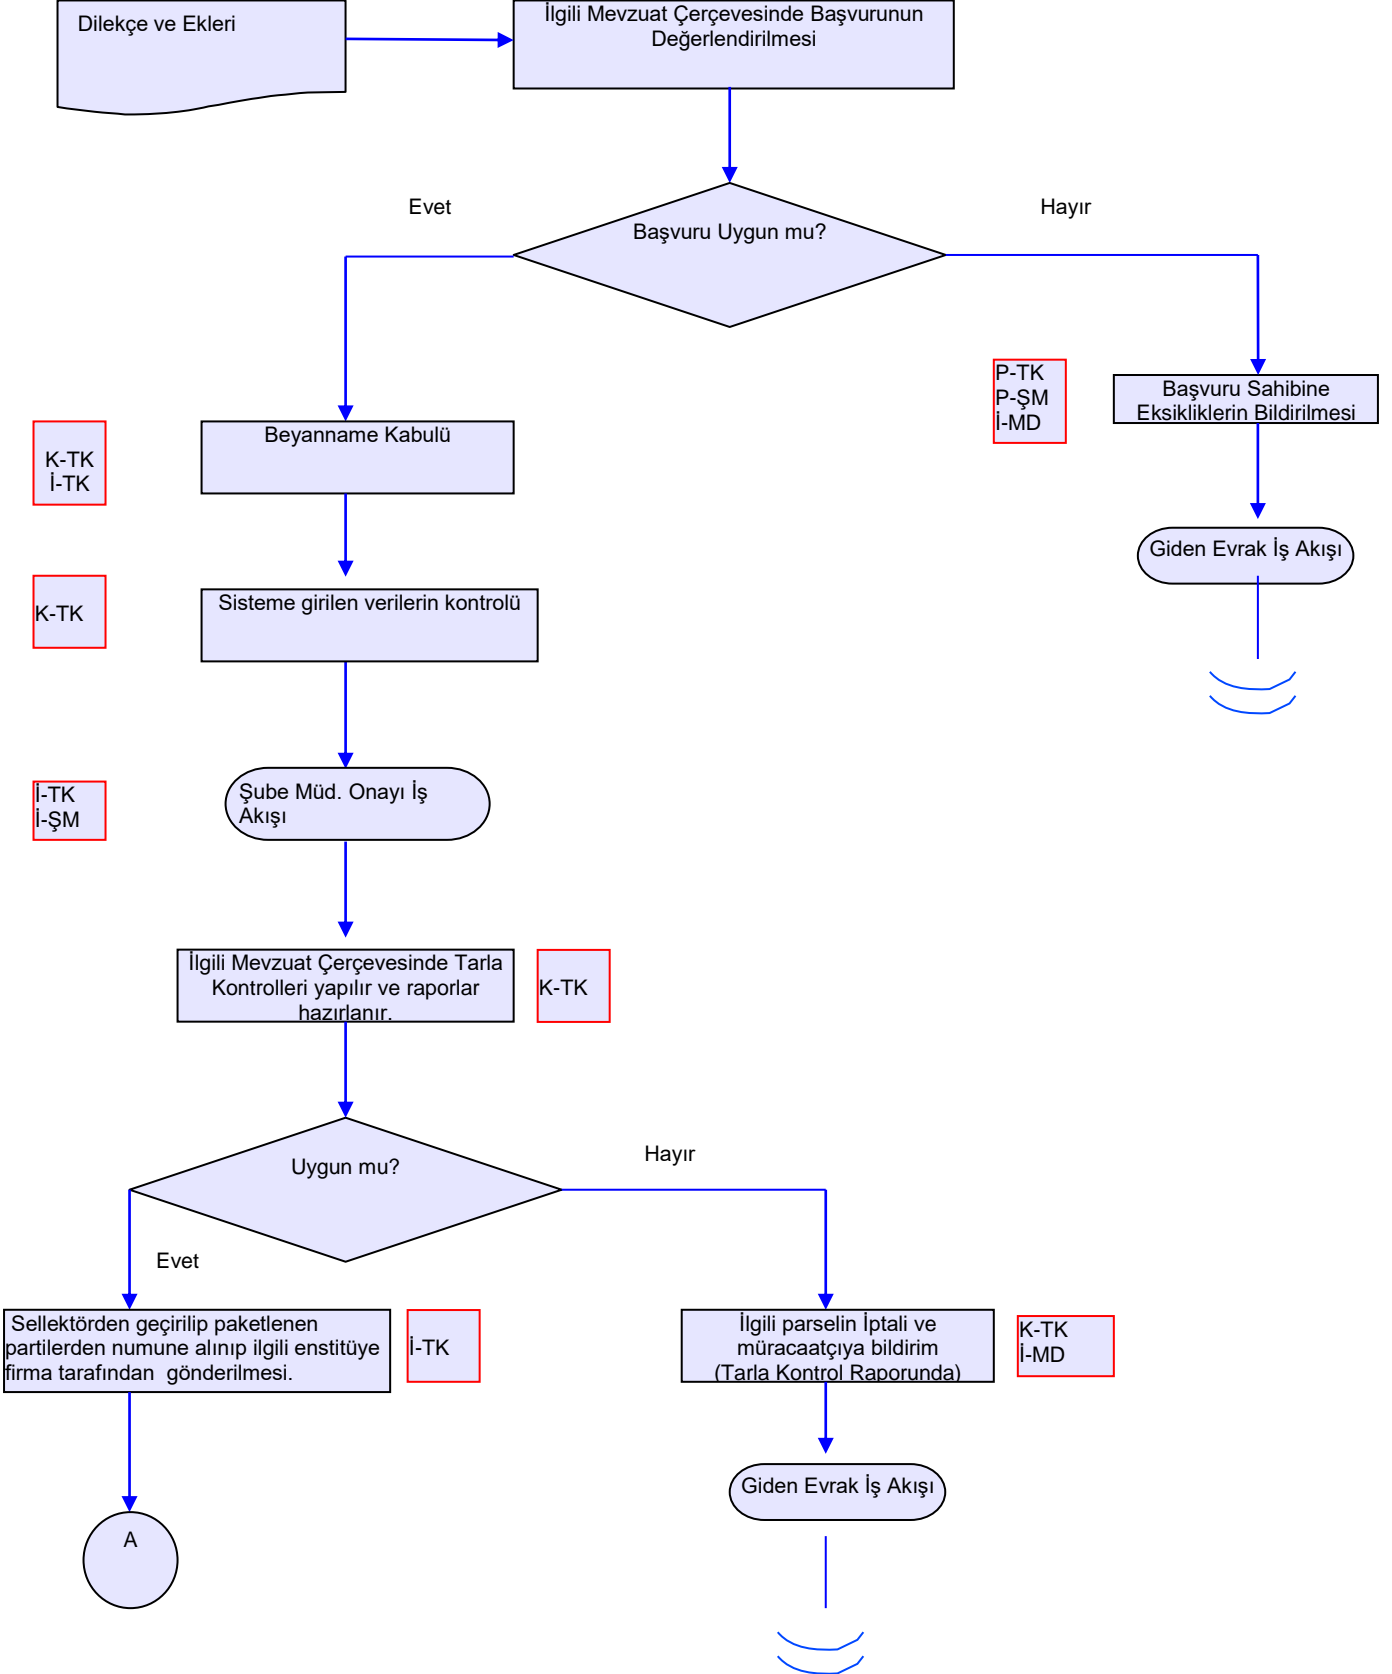 Dilekçe ve Ekleri
İlgili Mevzuat Çerçevesinde Başvurunun
Değerlendirilmesi
Evet
Hayır
Başvuru Uygun mu?
P-TK
P-ŞM
İ-MD
Başvuru Sahibine
Eksikliklerin Bildirilmesi
K-TK
İ-TK
Beyanname Kabulü
Giden Evrak İş Akışı
K-TK
Sisteme girilen verilerin kontrolü
İ-TK
İ-ŞM
Şube Müd. Onayı İş
Akışı
İlgili Mevzuat Çerçevesinde Tarla
Kontrolleri yapılır ve raporlar
hazırlanır.
K-TK
Uygun mu?
Hayır
Evet
Sellektörden geçirilip paketlenen
partilerden numune alınıp ilgili enstitüye
firma tarafından  gönderilmesi.
İ-TK
İlgili parselin İptali ve
müracaatçıya bildirim
(Tarla Kontrol Raporunda)
K-TK
İ-MD
Giden Evrak İş Akışı
A